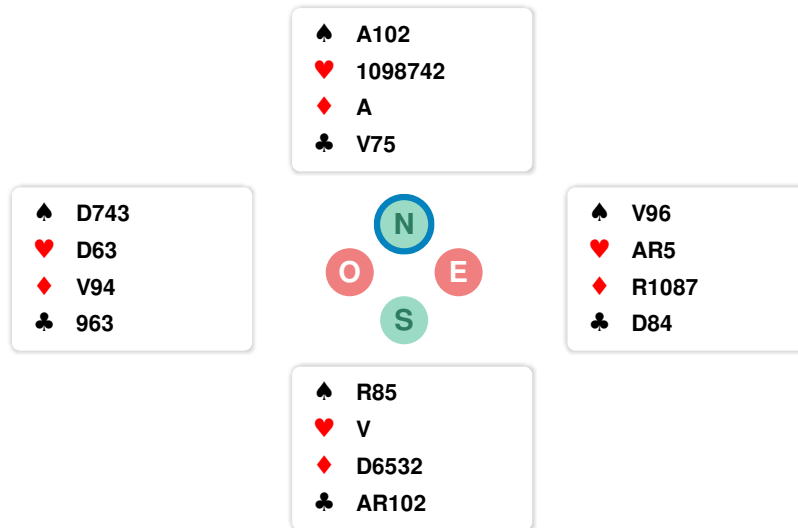 ♠ A102
♥ 1098742
♦ A
♣ V75
♠ D743
♥ D63
♦ V94
♣ 963
N
O E
S
♠ V96
♥ AR5
♦ R1087
♣ D84
♠ R85
♥ V
♦ D6532
♣ AR102